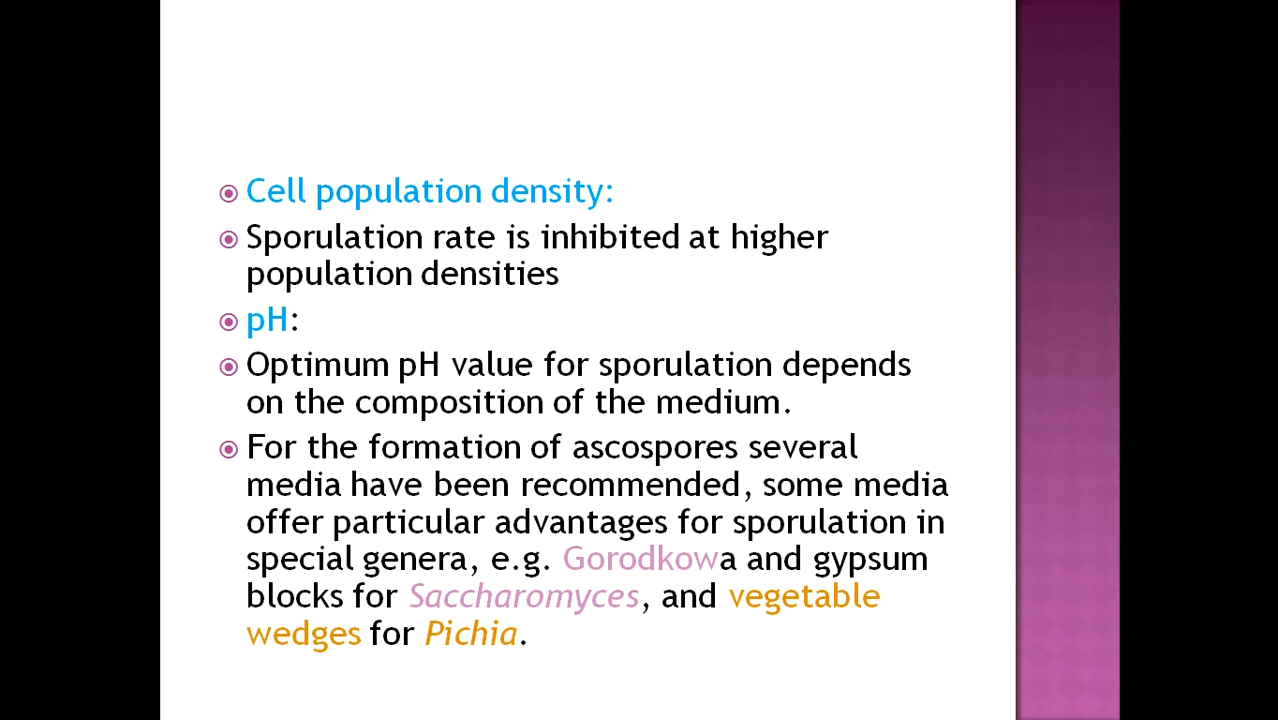 Cell population density:
Sporulation rate is inhibited at higher
population densities
pH:
Optimum pH value for sporulation depends
on the composition of the medium.
For the formation of ascospores several
media have been recommended, some media
offer particular advantages for sporulation in
special genera, e.g. Gorodkowa and gypsum
blocks for Saccharomyces, and vegetable
wedges for Pichia.